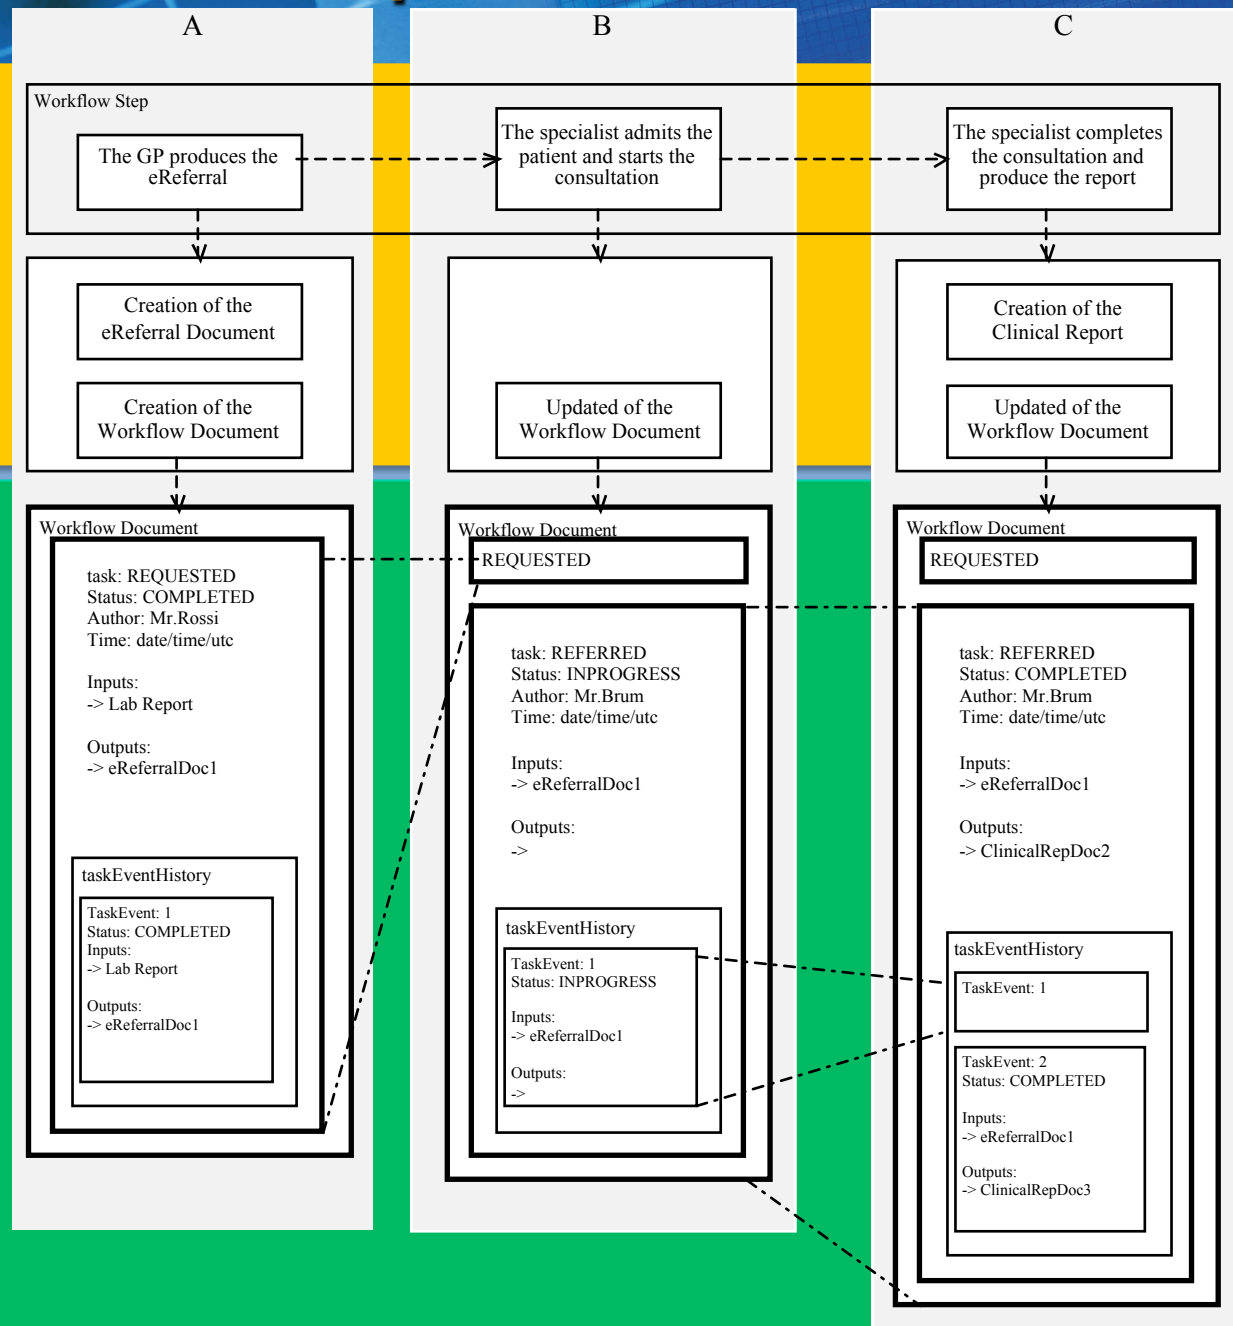 A
B
C
Workflow Step
The GP produces the
eReferral
The specialist admits the
patient and starts the
consultation
The specialist completes
the consultation and
produce the report
Creation of the
eReferral Document
Creation of the
Workflow Document
Updated of the
Workflow Document
Creation of the
Clinical Report
Updated of the
Workflow Document
Workflow Document
task: REQUESTED
Status: COMPLETED
Author: Mr.Rossi
Time: date/time/utc
Inputs:
-> Lab Report
Outputs:
-> eReferralDoc1
taskEventHistory
TaskEvent: 1
Status: COMPLETED
Inputs:
-> Lab Report
Outputs:
-> eReferralDoc1
Workflow Document
REQUESTED
task: REFERRED
Status: INPROGRESS
Author: Mr.Brum
Time: date/time/utc
Inputs:
-> eReferralDoc1
Outputs:
->
taskEventHistory
TaskEvent: 1
Status: INPROGRESS
Inputs:
-> eReferralDoc1
Outputs:
->
Workflow Document
REQUESTED
task: REFERRED
Status: COMPLETED
Author: Mr.Brum
Time: date/time/utc
Inputs:
-> eReferralDoc1
Outputs:
-> ClinicalRepDoc2
taskEventHistory
TaskEvent: 1
TaskEvent: 2
Status: COMPLETED
Inputs:
-> eReferralDoc1
Outputs:
-> ClinicalRepDoc3